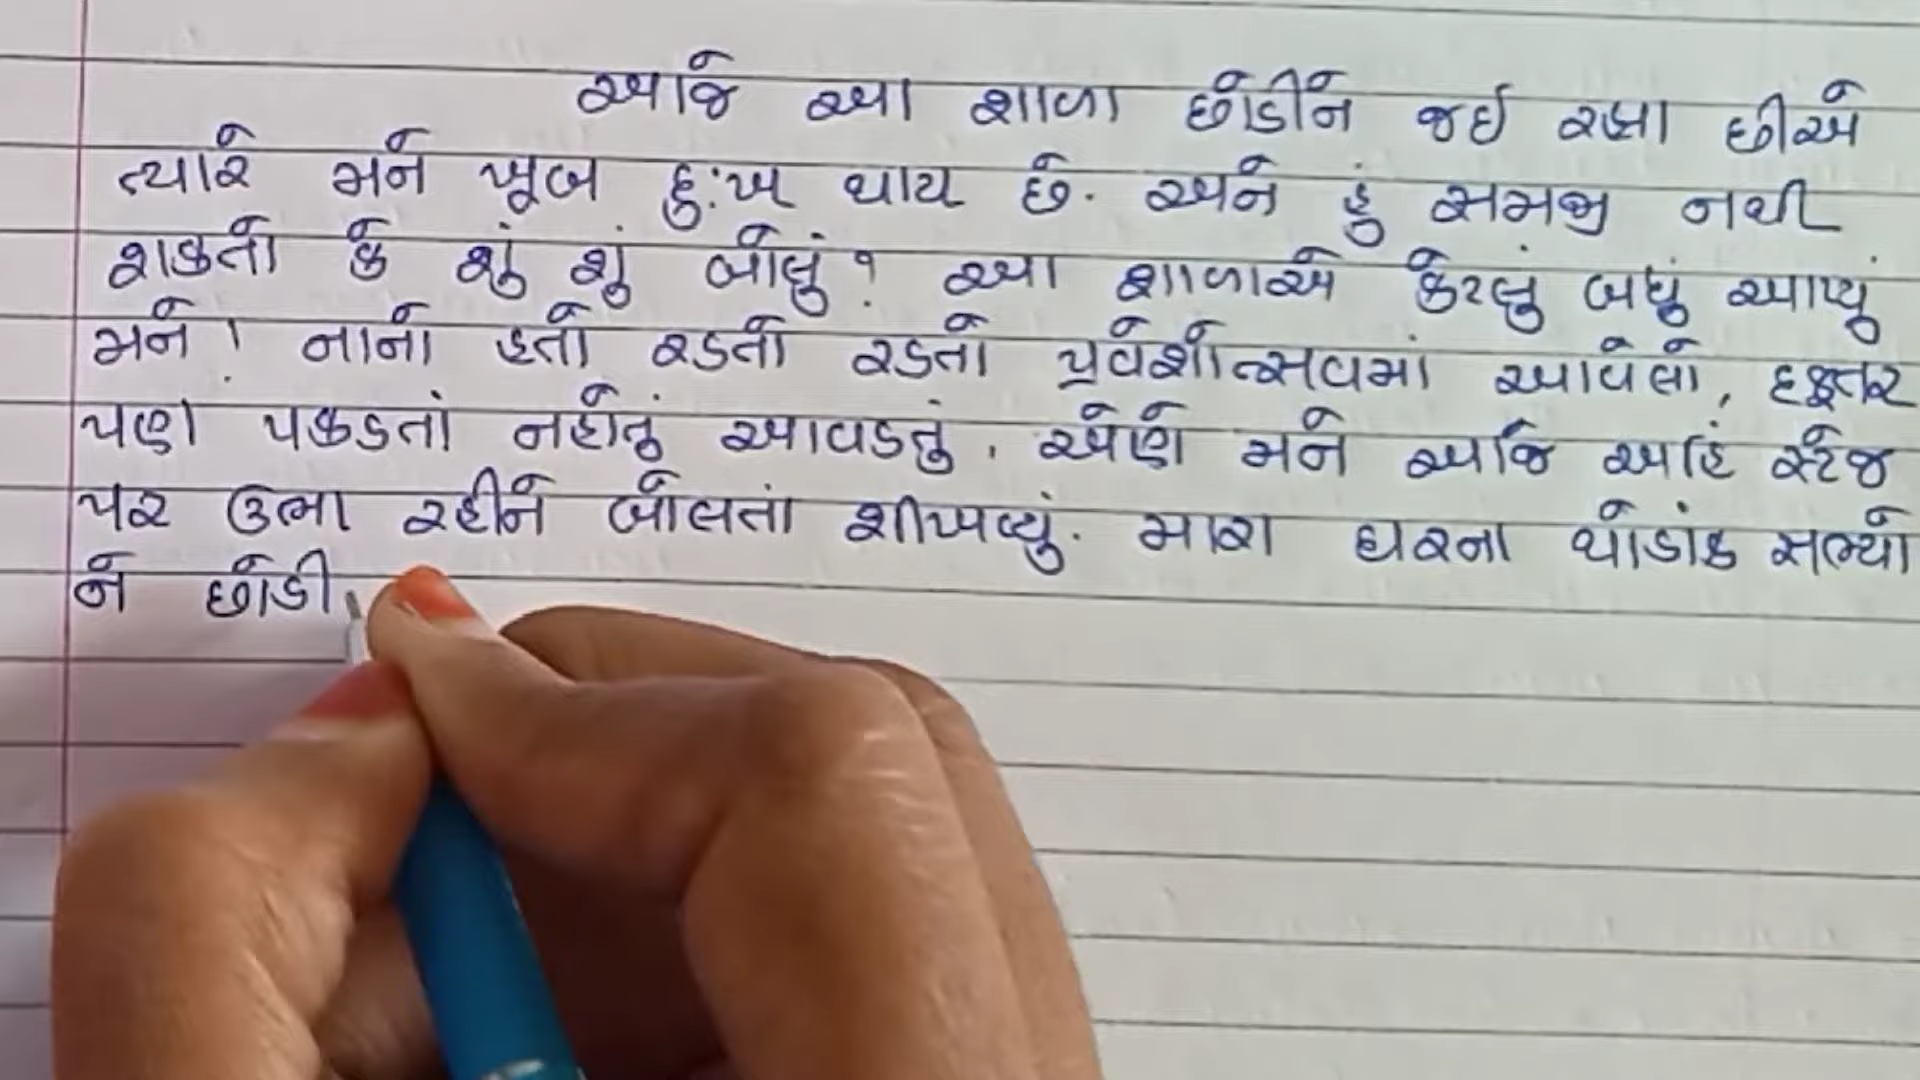 આજે આ શાળા છોડીને જઈ રહ્યા છીએ
ત્યારે મને ખૂબ દુ:ખ થાય છે. અને હું સમજી નથી
શકતો કે શું શું બોલું? આ શાળાએ કેટલું બધું આપ્યું
મને! નાનો હતો રડતો રડતો પ્રવેશોત્સવમાં આવેલો, દફતર
પણ પકડતાં નહોતું આવડતું. એણે મને આજે અહિં સ્ટેજ
પર ઉભા રહીને બોલતાં શીખવ્યું. મારા ઘરના થોડાંક સભ્યો
ને છોડી